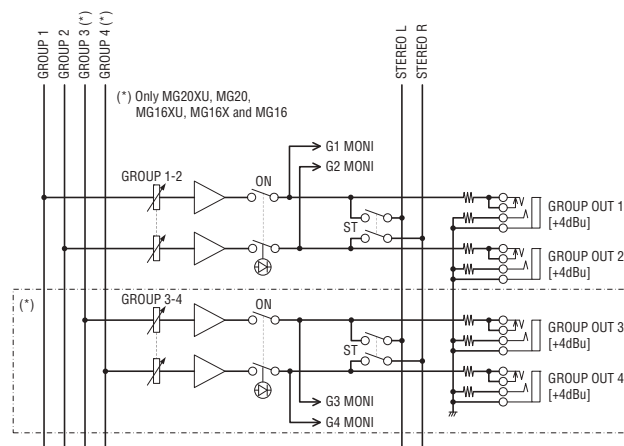 GROUP 1
GROUP 2
GROUP 3 (*)
GROUP 4 (*)
STEREO L
STEREO R
(*) Only MG20XU, MG20,
MG16XU, MG16X and MG16
G1 MONI
G2 MONI
GROUP 1-2
ON
ST
GROUP OUT 1
[+4dBu]
GROUP OUT 2
[+4dBu]
(*)
GROUP 3-4
ON
ST
GROUP OUT 3
[+4dBu]
GROUP OUT 4
[+4dBu]
G3 MONI
G4 MONI